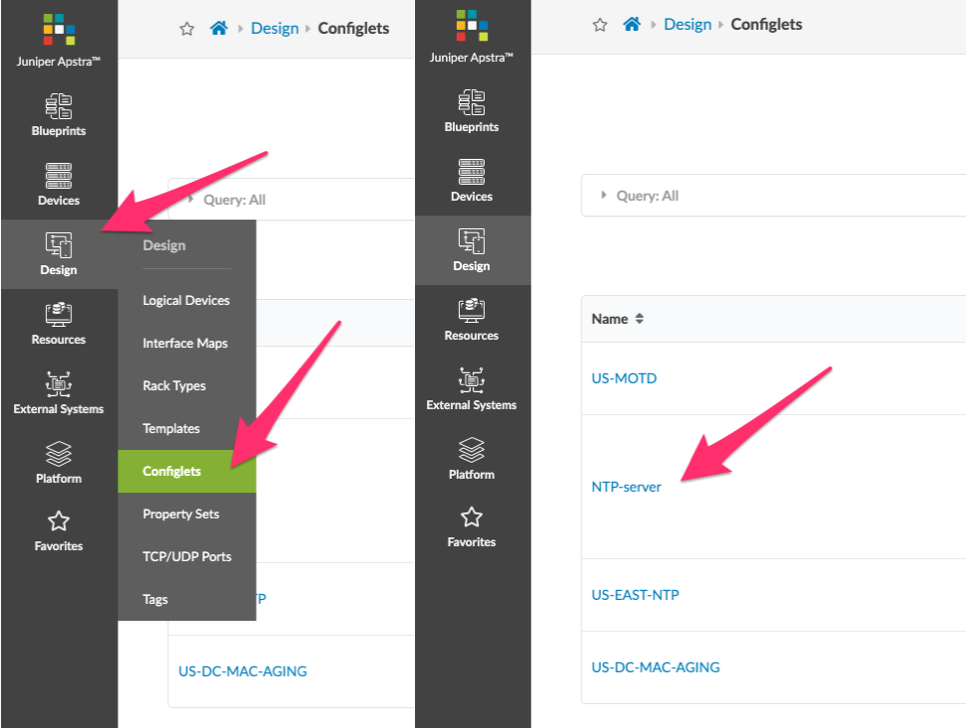 Juniper Apstra™
Blueprints
Devices
Design
Resources
External Systems
Platform
Favorites
Design
Configlets
Query: All
Design
Logical Devices
Interface Maps
Rack Types
Templates
Configlets
Property Sets
TCP/UDP Ports
Tags
TP
US-DC-MAC-AGING
Juniper Apstra™
Blueprints
Devices
Design
Resources
External Systems
Platform
Favorites
Design
Configlets
Query: All
Name
US-MOTD
NTP-server
US-EAST-NTP
US-DC-MAC-AGING